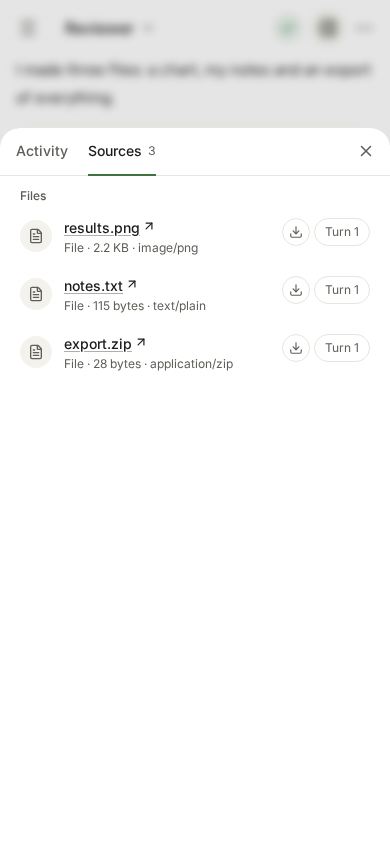 Reviewer
I made three files: a chart, my notes and an export
of everything.
Activity
Sources 3
Files
results.png
File · 2.2 KB · image/png
Turn 1
notes.txt
File · 115 bytes · text/plain
Turn 1
export.zip
File · 28 bytes · application/zip
Turn 1